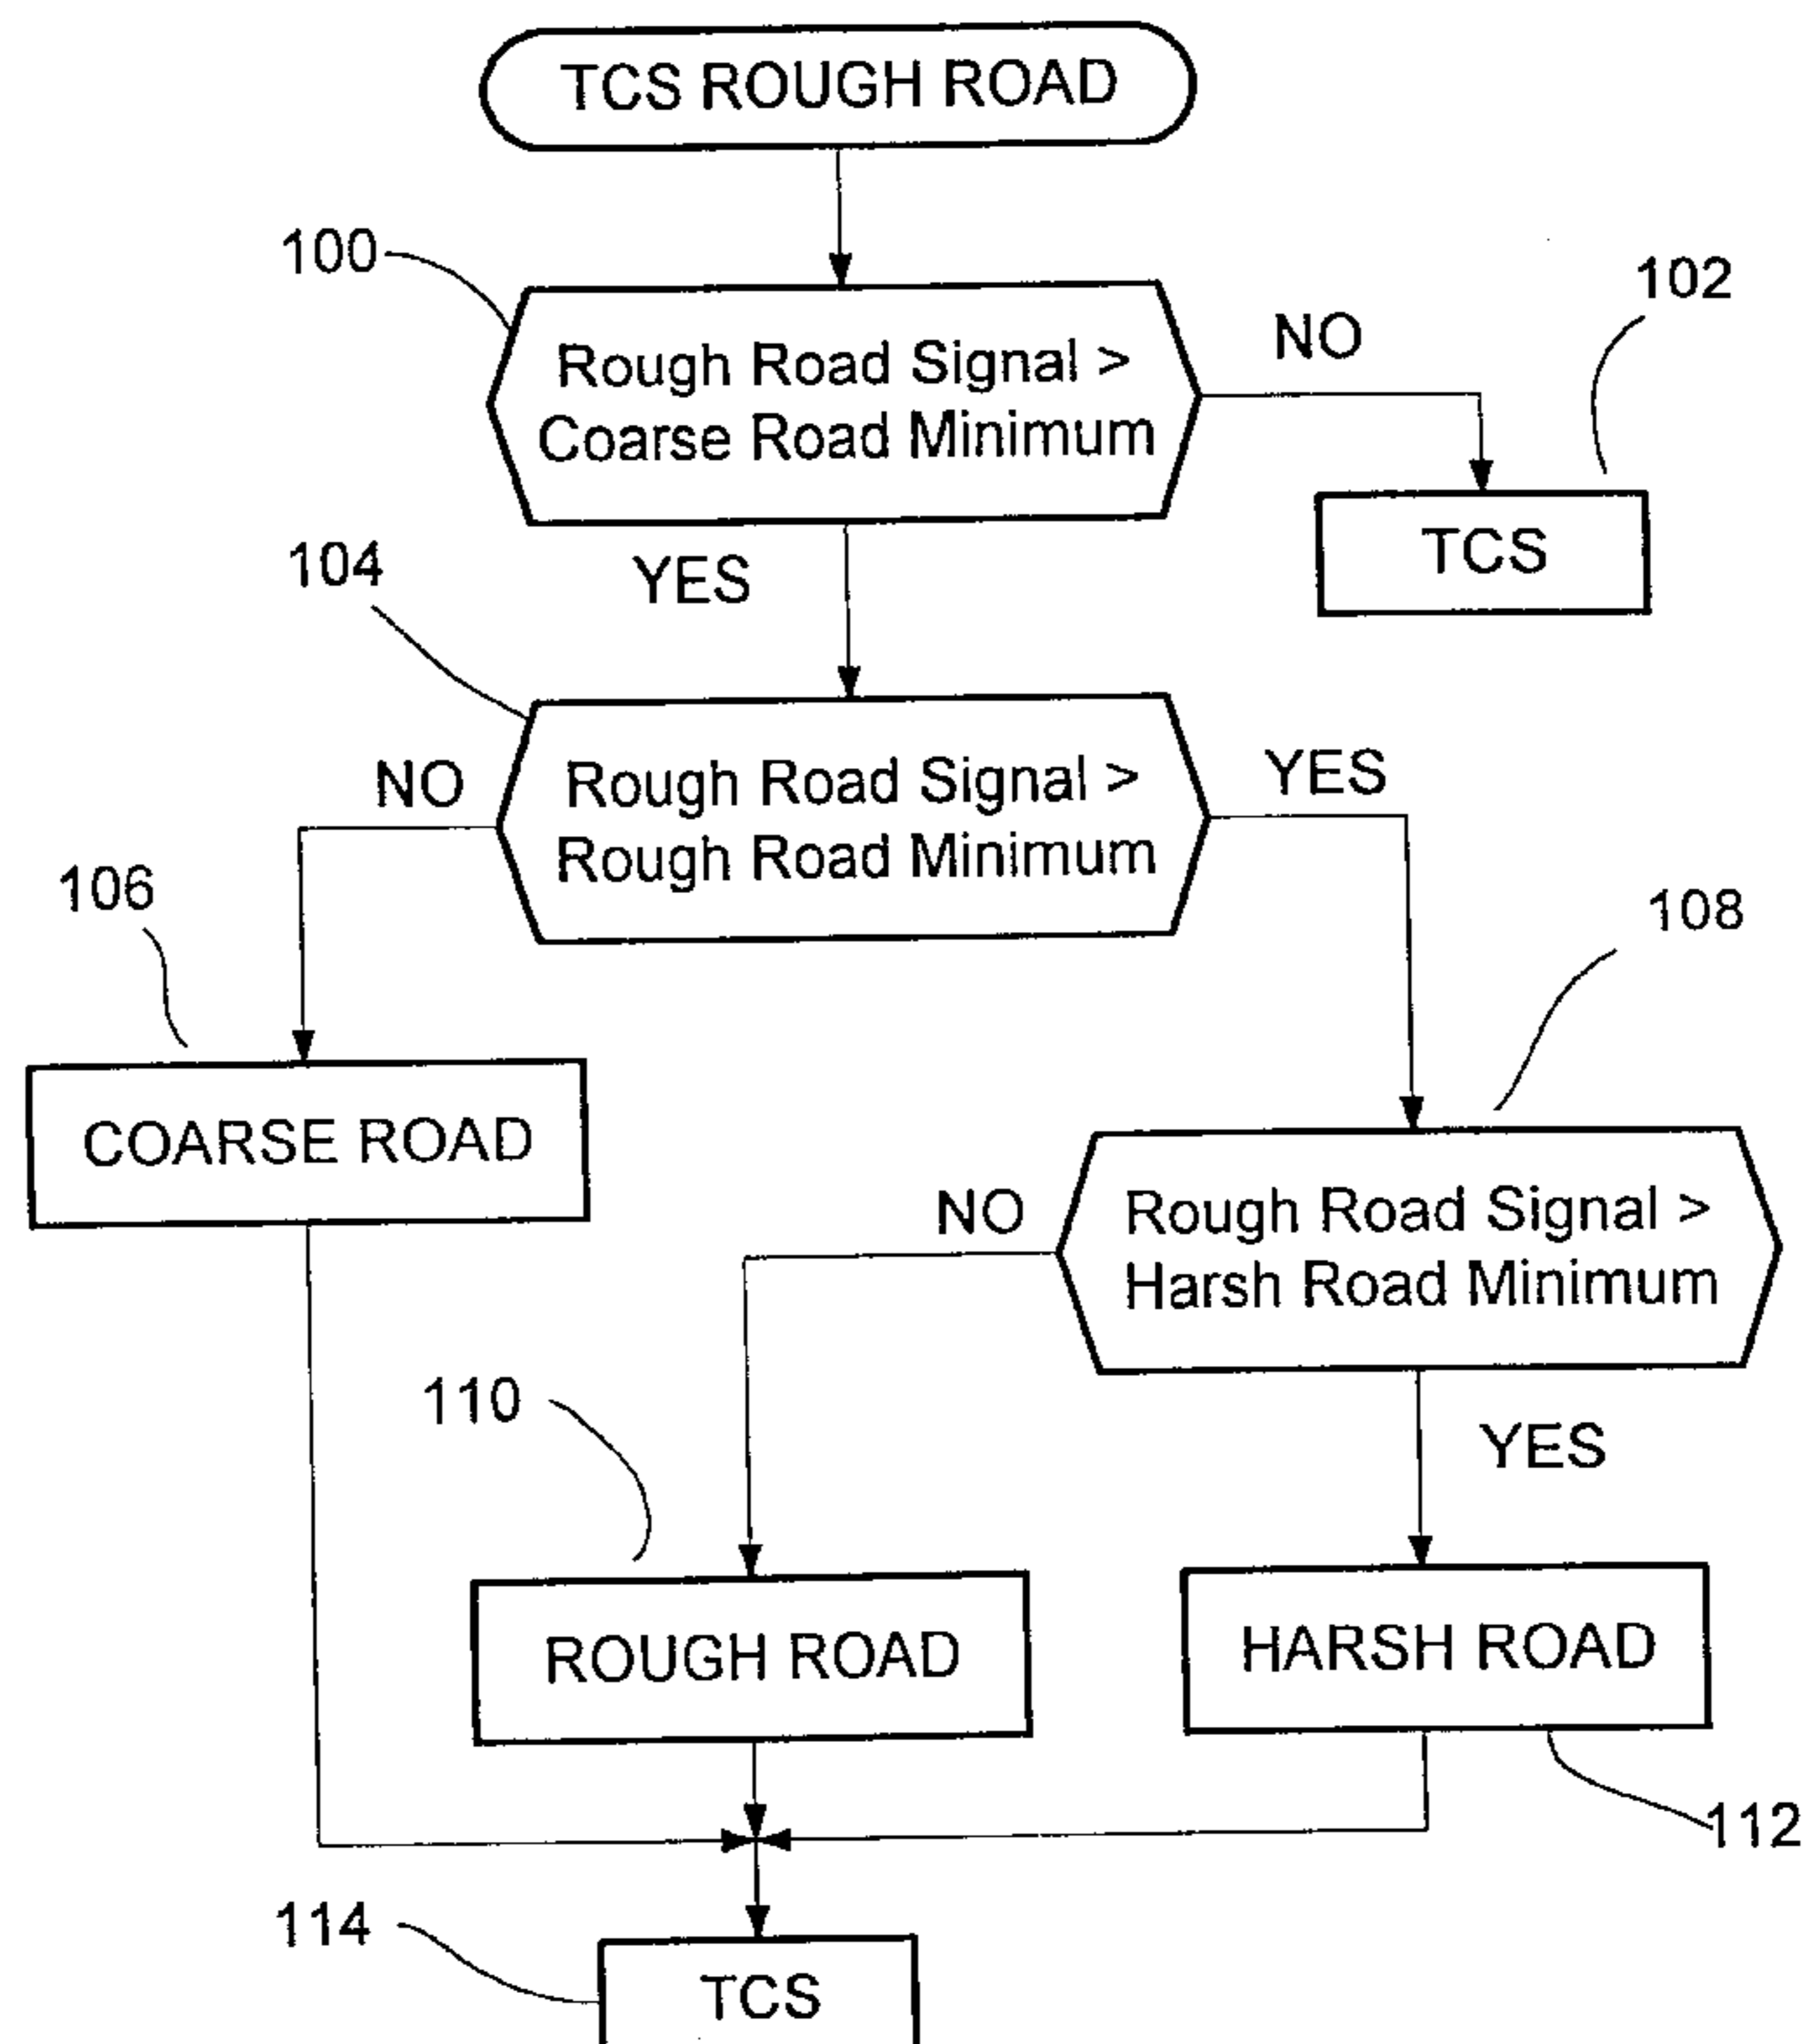 TCS ROUGH ROAD
100
Rough Road Signal >
Coarse Road Minimum
NO
102
TCS
YES
104
Rough Road Signal >
Rough Road Minimum
NO
YES
106
108
COARSE ROAD
Rough Road Signal >
Harsh Road Minimum
NO
YES
110
ROUGH ROAD
HARSH ROAD
112
114
TCS